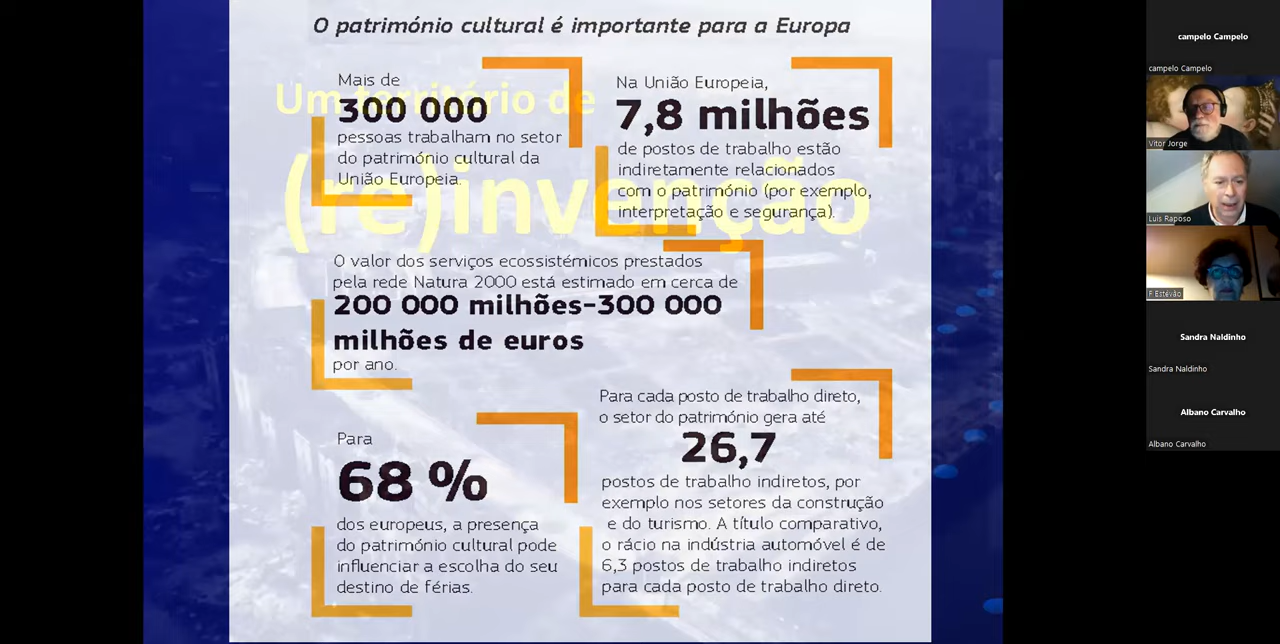 O património cultural é importante para a Europa
Um território de
(re)invenção
Mais de
300 000
pessoas trabalham no setor
do património cultural da
União Europeia.
Na União Europeia,
7,8 milhões
de postos de trabalho estão
indiretamente relacionados
com o património (por exemplo,
interpretação e segurança).
O valor dos serviços ecossistémicos prestados
pela rede Natura 2000 está estimado em cerca de
200 000 milhões-300 000
milhões de euros
por ano.
Para
68 %
dos europeus, a presença
do património cultural pode
influenciar a escolha do seu
destino de férias.
Para cada posto de trabalho direto,
o setor do património gera até
26,7
postos de trabalho indiretos, por
exemplo nos setores da construção
e do turismo. A título comparativo,
o rácio na indústria automóvel é de
6,3 postos de trabalho indiretos
para cada posto de trabalho direto.
campelo Campelo
campelo Campelo
Vitor Jorge
Luis Raposo
F Estêvão
Sandra Naldinho
Sandra Naldinho
Albano Carvalho
Albano Carvalho